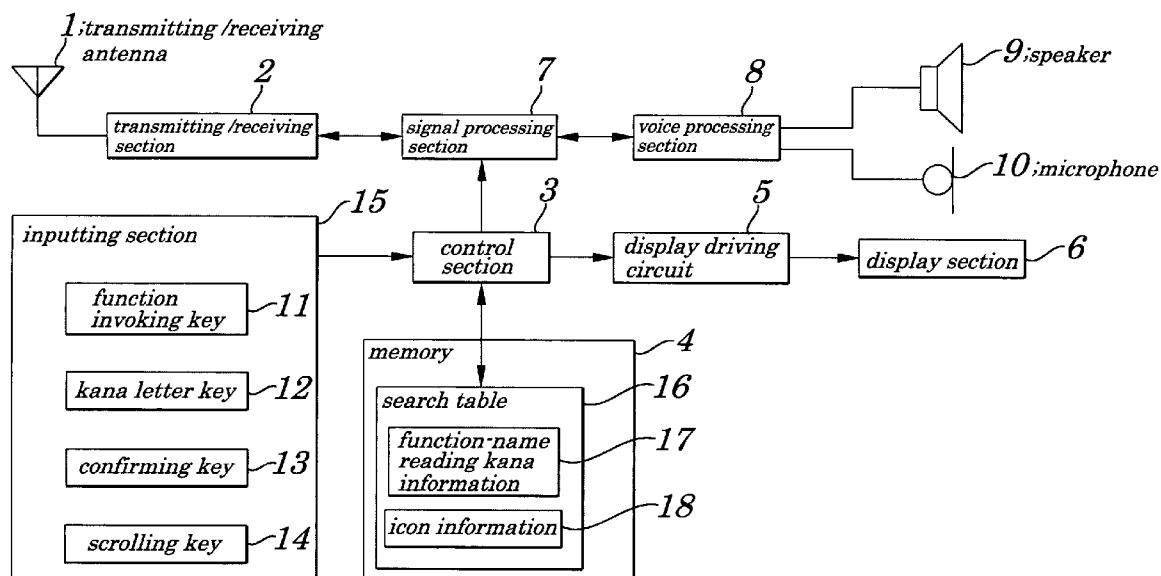 1;transmitting/receiving
antenna
2
transmitting/receiving
section
7
signal processing
section
8
voice processing
section
9;speaker
10;microphone
15
inputting section
function
invoking key
11
kana letter key
12
confirming key
13
scrolling key
14
3
control
section
5
display driving
circuit
display section
6
memory
4
search table
16
function-name
reading kana
information
17
icon information
18